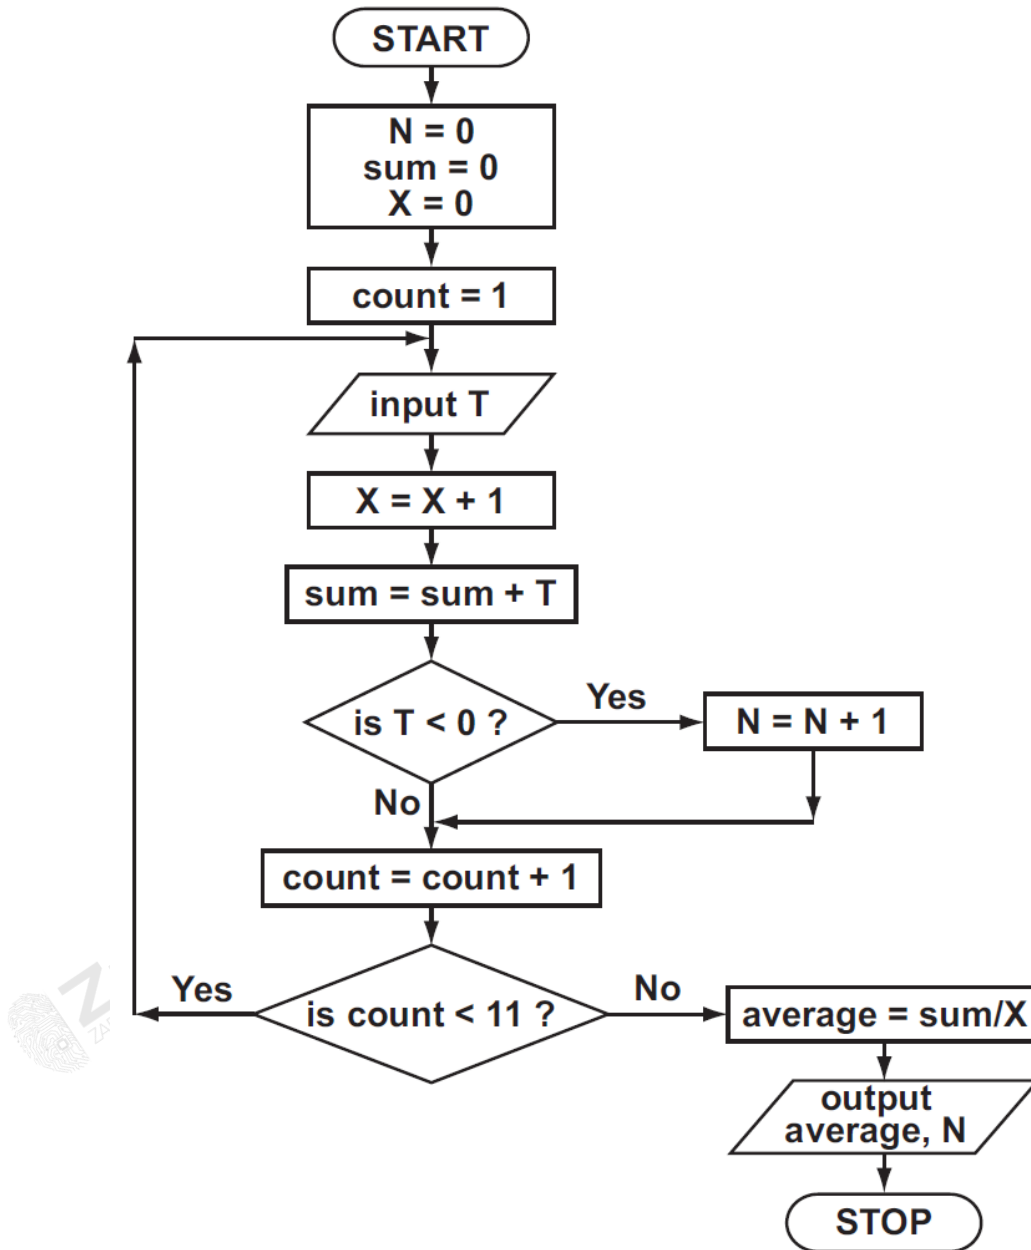 START
N = 0
sum = 0
X = 0
count = 1
input T
X = X + 1
sum = sum + T
is T < 0 ?
Yes
N = N + 1
No
count = count + 1
is count < 11 ?
Yes
No
average = sum/X
output
average, N
STOP